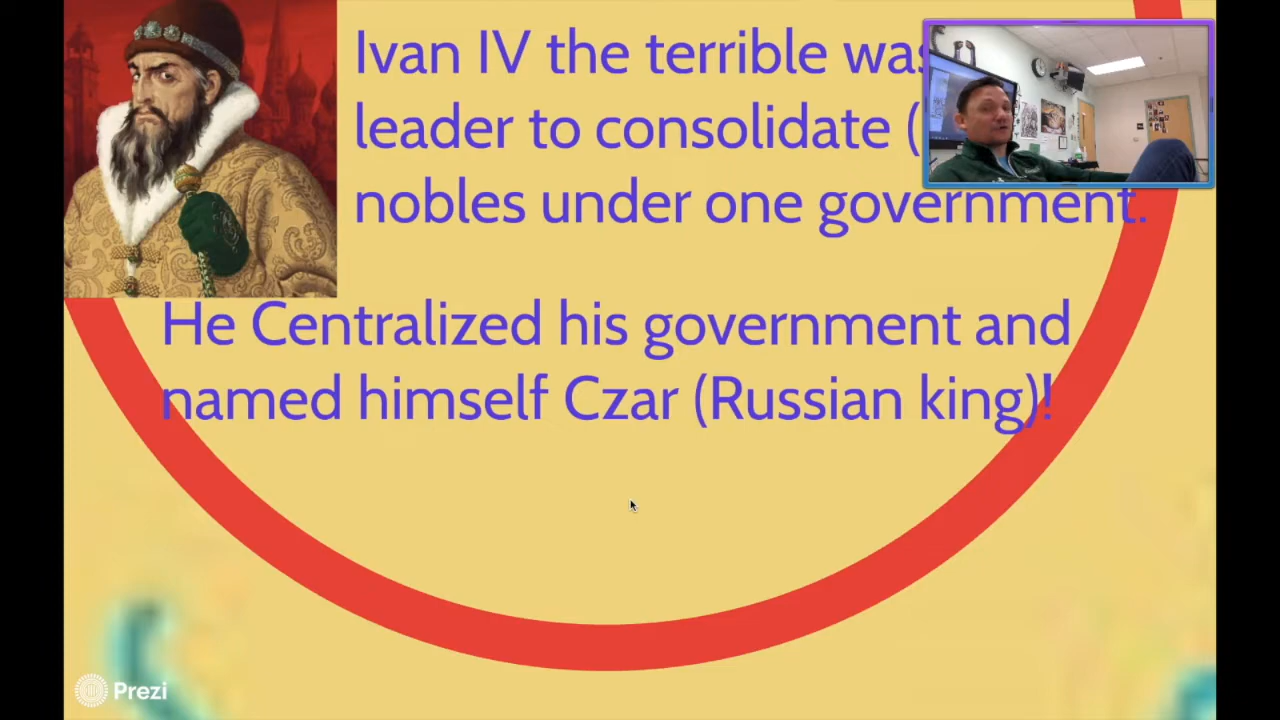 Ivan IV the terrible was
leader to consolidate (
nobles under one government.
He Centralized his government and
named himself Czar (Russian king)!
Prezi